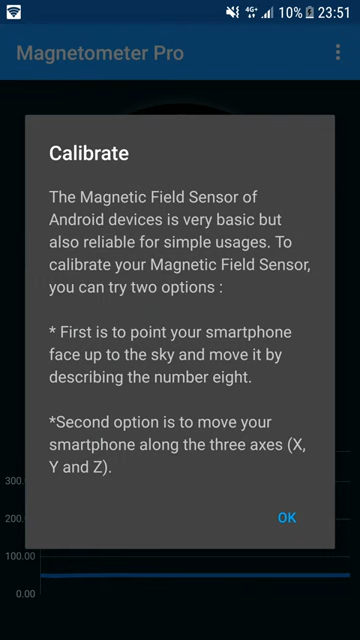 4G+ 10% 23:51
Magnetometer Pro
Calibrate
The Magnetic Field Sensor of
Android devices is very basic but
also reliable for simple usages. To
calibrate your Magnetic Field Sensor,
you can try two options :
* First is to point your smartphone
face up to the sky and move it by
describing the number eight.
*Second option is to move your
smartphone along the three axes (X,
Y and Z).
OK
300.
200.
100.00
0.00